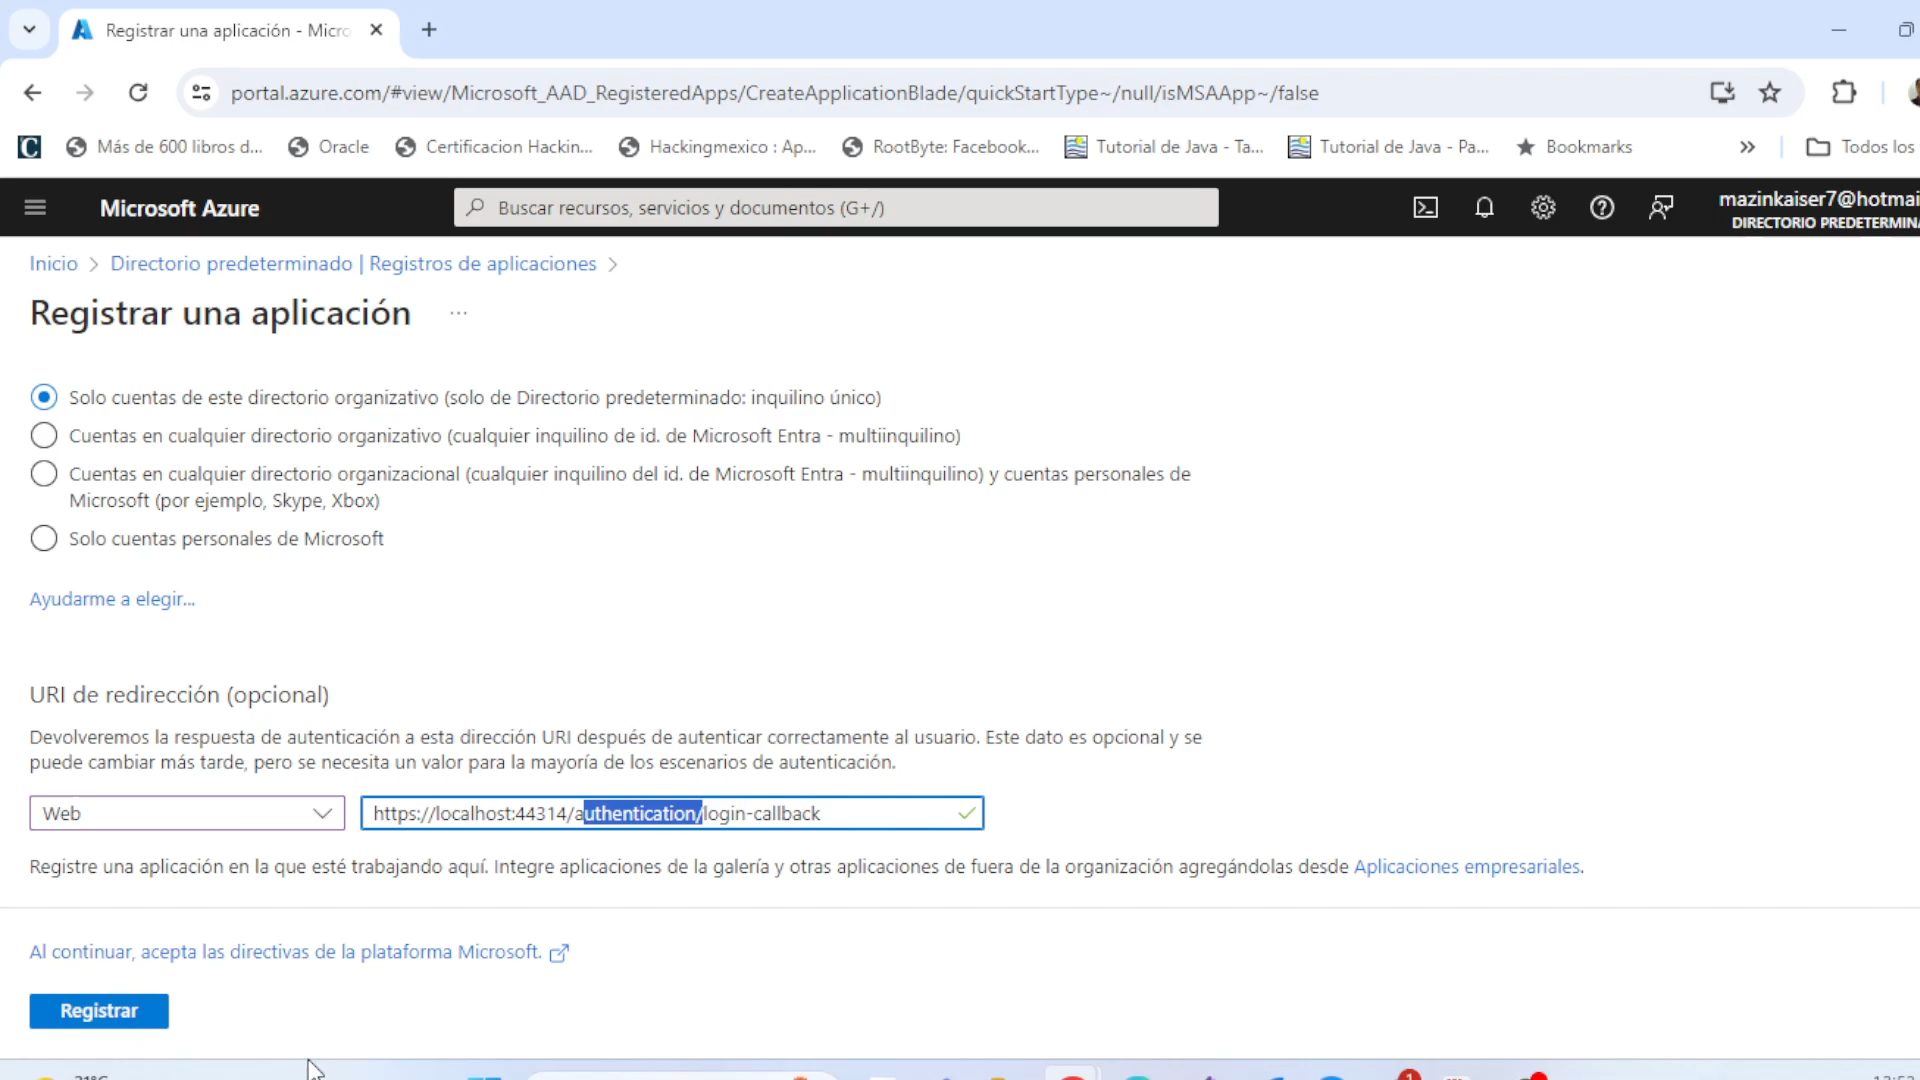 Registrar una aplicación - Micro
portal.azure.com/#view/Microsoft_AAD_RegisteredApps/CreateApplicationBlade/quickStartType~/null/isMSAApp~/false
Más de 600 libros d... Oracle Certificacion Hackin... Hackingmexico : Ap... RootByte: Facebook... Tutorial de Java - Ta... Tutorial de Java - Pa... Bookmarks Todos los
Microsoft Azure
Buscar recursos, servicios y documentos (G+/)
mazinkaiser7@hotmai
DIRECTORIO PREDETERMINA
Inicio > Directorio predeterminado | Registros de aplicaciones >
Registrar una aplicación ...
Solo cuentas de este directorio organizativo (solo de Directorio predeterminado: inquilino único)
Cuentas en cualquier directorio organizativo (cualquier inquilino de id. de Microsoft Entra - multiinquilino)
Cuentas en cualquier directorio organizacional (cualquier inquilino del id. de Microsoft Entra - multiinquilino) y cuentas personales de
Microsoft (por ejemplo, Skype, Xbox)
Solo cuentas personales de Microsoft
Ayudarme a elegir...
URI de redirección (opcional)
Devolveremos la respuesta de autenticación a esta dirección URI después de autenticar correctamente al usuario. Este dato es opcional y se
puede cambiar más tarde, pero se necesita un valor para la mayoría de los escenarios de autenticación.
Web https://localhost:44314/authentication/login-callback
Registre una aplicación en la que esté trabajando aquí. Integre aplicaciones de la galería y otras aplicaciones de fuera de la organización agregándolas desde Aplicaciones empresariales.
Al continuar, acepta las directivas de la plataforma Microsoft.
Registrar